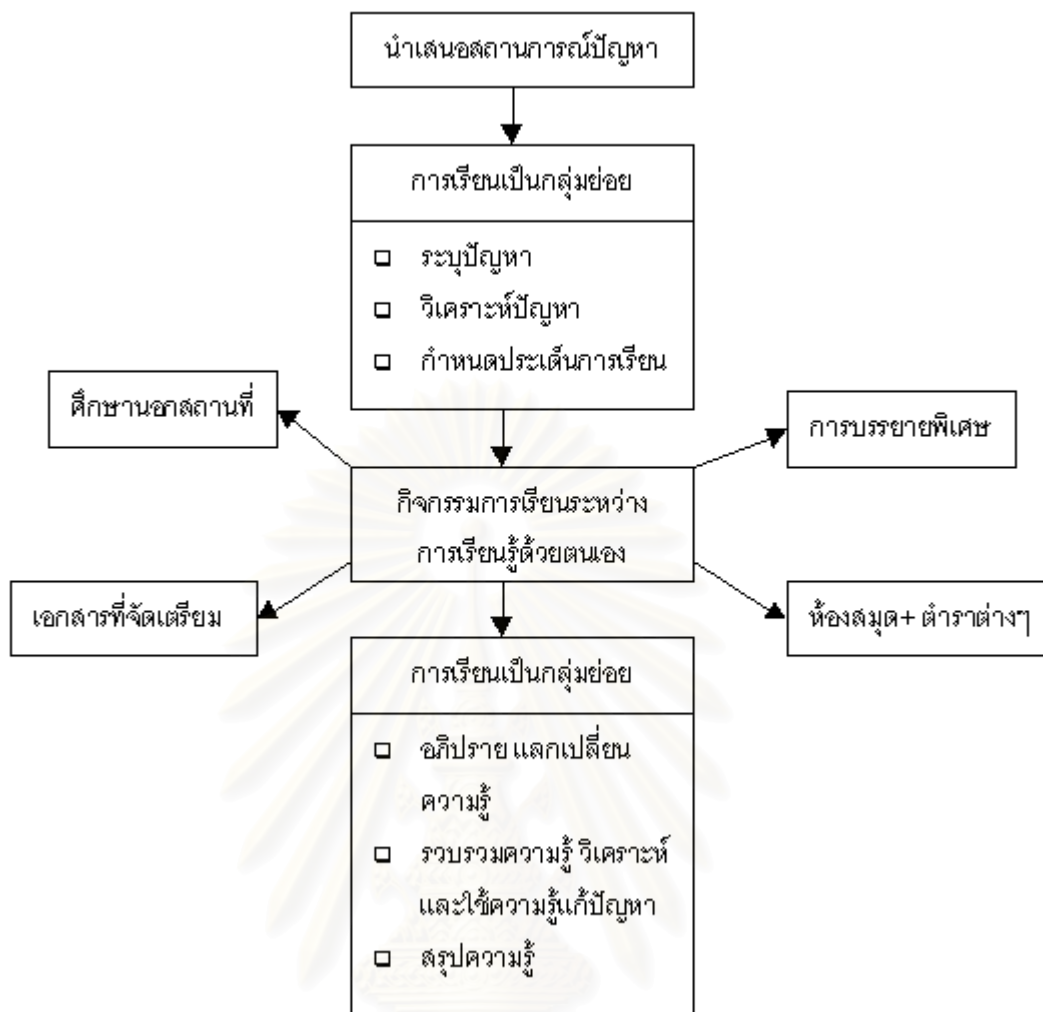 นำเสนอสถานการณ์ปัญหา
การเรียนเป็นกลุ่มย่อย
ระบุปัญหา
วิเคราะห์ปัญหา
กำหนดประเด็นการเรียน
ศึกษานอกสถานที่
การบรรยายพิเศษ
กิจกรรมการเรียนระหว่าง
การเรียนรู้ด้วยตนเอง
เอกสารที่จัดเตรียม
ห้องสมุด+ ตำราต่างๆ
การเรียนเป็นกลุ่มย่อย
อภิปราย แลกเปลี่ยน
ความรู้
รวบรวมความรู้ วิเคราะห์
และใช้ความรู้แก้ปัญหา
สรุปความรู้